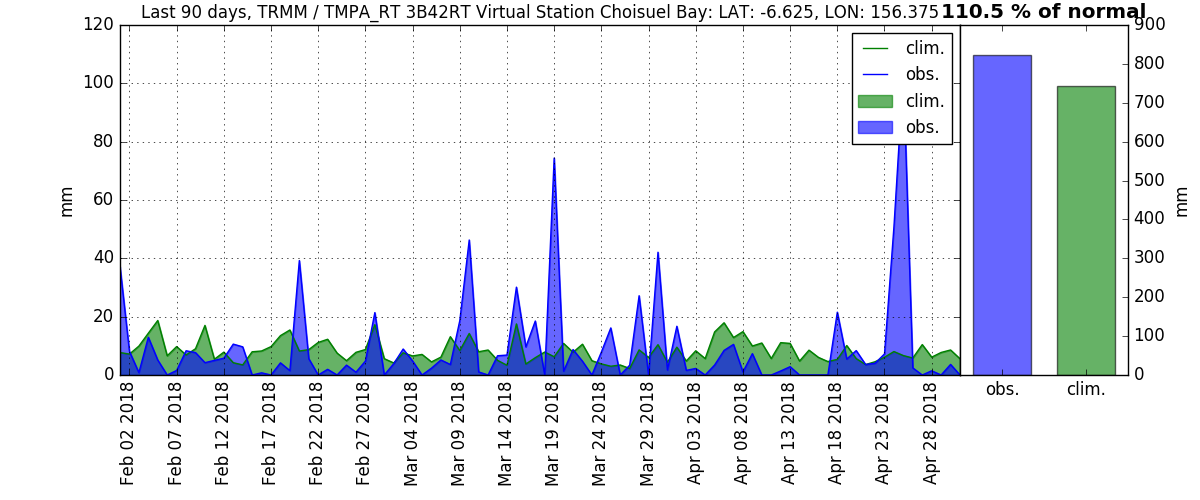 Last 90 days, TRMM / TMPA_RT 3B42RT Virtual Station Choisuel Bay: LAT: -6.625, LON: 156.375 110.5 % of normal
120
100
80
60
40
20
0
mm
clim.
obs.
clim.
obs.
900
800
700
600
500
400
300
200
100
0
mm
Feb 02 2018
Feb 07 2018
Feb 12 2018
Feb 17 2018
Feb 22 2018
Feb 27 2018
Mar 04 2018
Mar 09 2018
Mar 14 2018
Mar 19 2018
Mar 24 2018
Mar 29 2018
Apr 03 2018
Apr 08 2018
Apr 13 2018
Apr 18 2018
Apr 23 2018
Apr 28 2018
obs. clim.